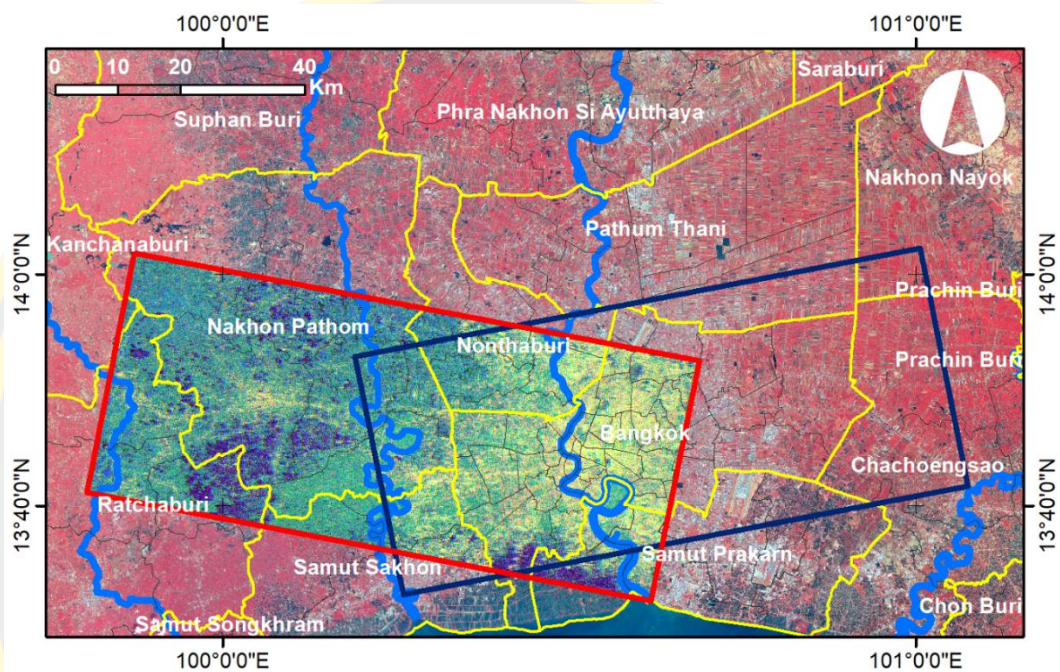 100°0'0"E 101°0'0"E
0 10 20 40
Km
Saraburi
Suphan Buri
Phra Nakhon Si Ayutthaya
Nakhon Nayok
Pathum Thani
Kanchanaburi
14°0'0"N
14°0'0"N
Prachin Buri
Nakhon Pathom
Nonthaburi
Prachin Buri
Bangkok
Chachoengsao
Ratchaburi
13°40'0"N
13°40'0"N
Samut Prakarn
Samut Sakhon
Chon Buri
Samut Songkhram
100°0'0"E 101°0'0"E